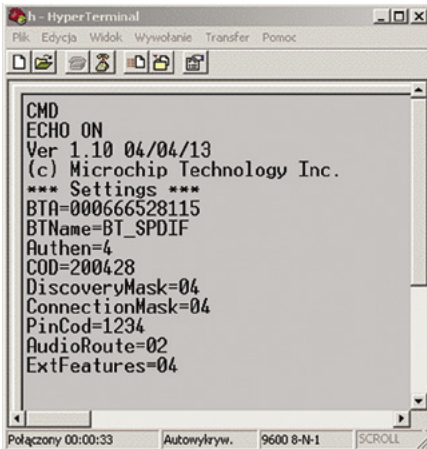 h - HyperTerminal
Plik Edycja Widok Wywołanie Transfer Pomoc
CMD
ECHO ON
Ver 1.10 04/04/13
(c) Microchip Technology Inc.
*** Settings ***
BTA=000666528115
BTName=BT_SPDIF
Authen=4
COD=200428
DiscoveryMask=04
ConnectionMask=04
PinCod=1234
AudioRoute=02
ExtFeatures=04
Połączony 00:00:33 Autowykryw. 9600 8-N-1 SCROLL